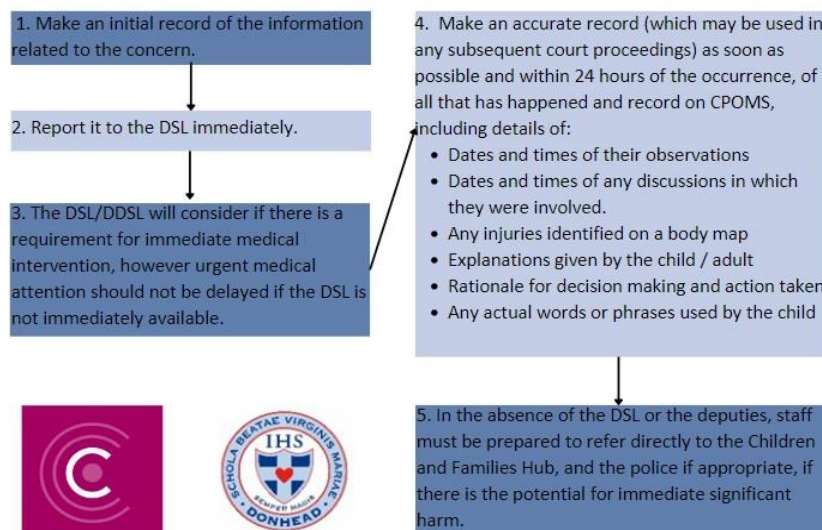 1. Make an initial record of the information
related to the concern.
2. Report it to the DSL immediately.
3. The DSL/DDSL will consider if there is a
requirement for immediate medical
intervention, however urgent medical
attention should not be delayed if the DSL is
not immediately available.
4. Make an accurate record (which may be used in
any subsequent court proceedings) as soon as
possible and within 24 hours of the occurrence, of
all that has happened and record on CPOMS,
including details of:
• Dates and times of their observations
• Dates and times of any discussions in which
they were involved.
• Any injuries identified on a body map
• Explanations given by the child / adult
• Rationale for decision making and action taken
• Any actual words or phrases used by the child
5. In the absence of the DSL or the deputies, staff
must be prepared to refer directly to the Children
and Families Hub, and the police if appropriate, if
there is the potential for immediate significant
harm.
C
SCHOLA BEATAE VIRGINIS MARIAE
IHS
SEMPER MAGIS
DONHEAD